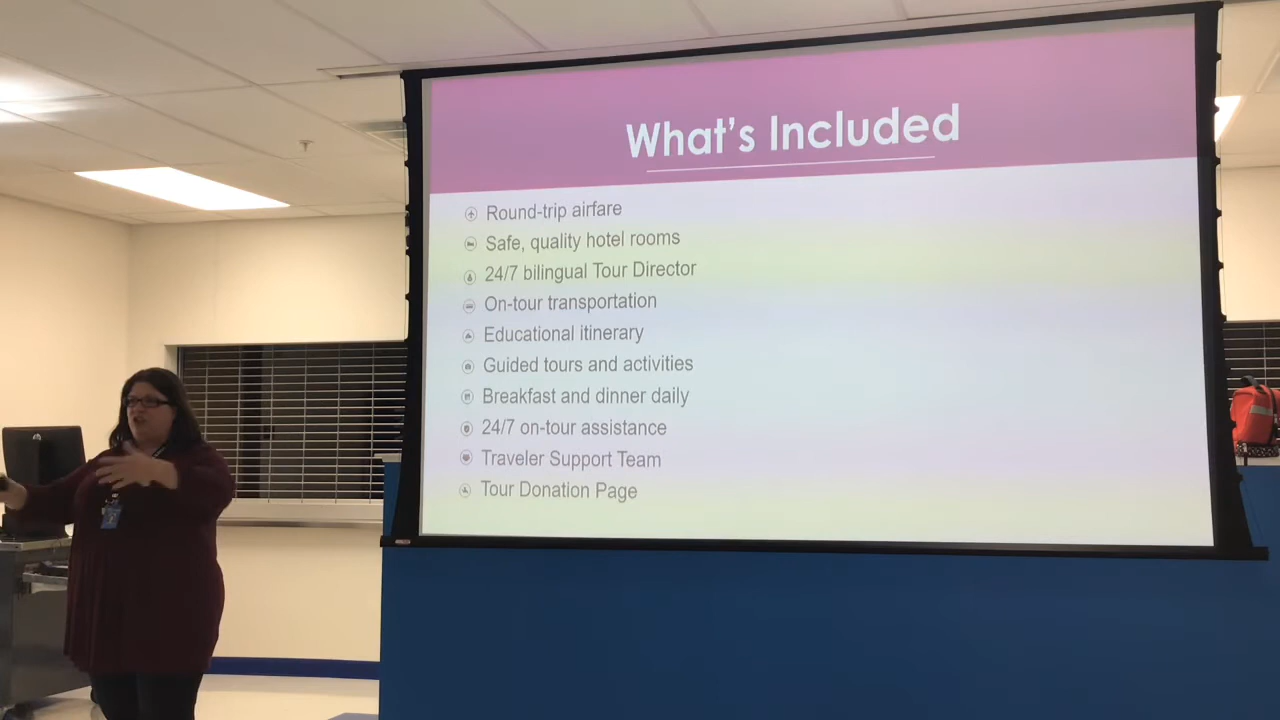 What's Included
Round-trip airfare
Safe, quality hotel rooms
24/7 bilingual Tour Director
On-tour transportation
Educational itinerary
Guided tours and activities
Breakfast and dinner daily
24/7 on-tour assistance
Traveler Support Team
Tour Donation Page